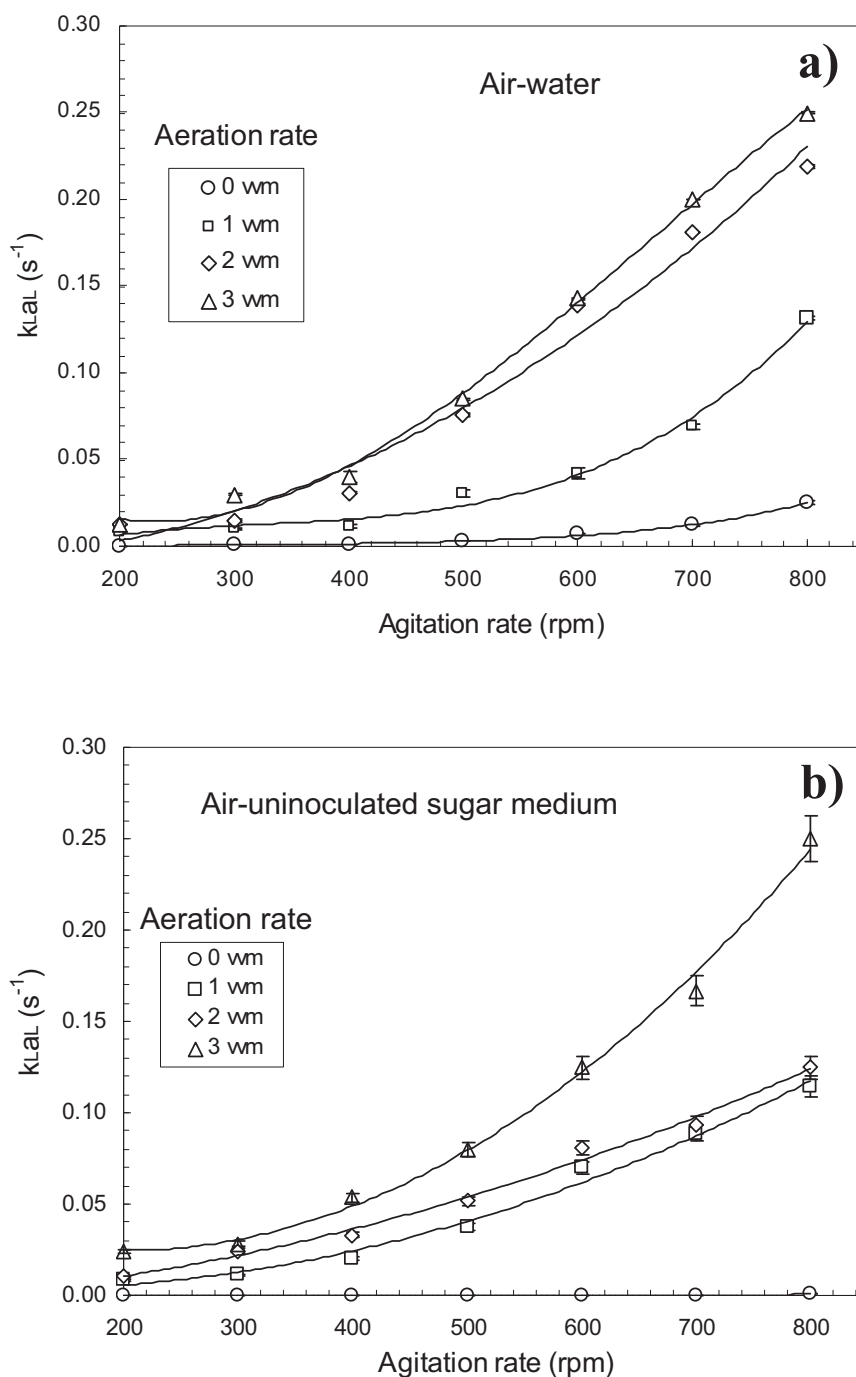 a)
Air-water
Aeration rate
0 vvm
1 vvm
2 vvm
3 vvm
kLaL (s⁻¹)
0.30
0.25
0.20
0.15
0.10
0.05
0.00
200 300 400 500 600 700 800
Agitation rate (rpm)
b)
Air-uninoculated sugar medium
Aeration rate
0 vvm
1 vvm
2 vvm
3 vvm
kLaL (s⁻¹)
0.30
0.25
0.20
0.15
0.10
0.05
0.00
200 300 400 500 600 700 800
Agitation rate (rpm)